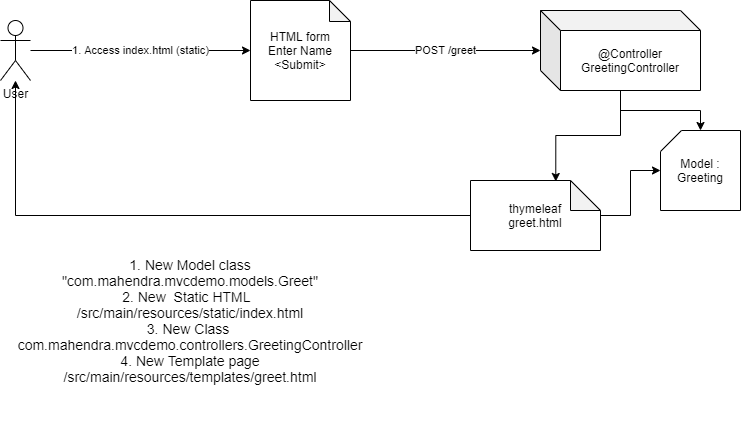 1. Access index.html (static)
HTML form
Enter Name
<Submit>
POST /greet
@Controller
GreetingController
User
Model :
Greeting
thymeleaf
greet.html
1. New Model class
"com.mahendra.mvcdemo.models.Greet"
2. New  Static HTML
/src/main/resources/static/index.html
3. New Class
com.mahendra.mvcdemo.controllers.GreetingController
4. New Template page
/src/main/resources/templates/greet.html